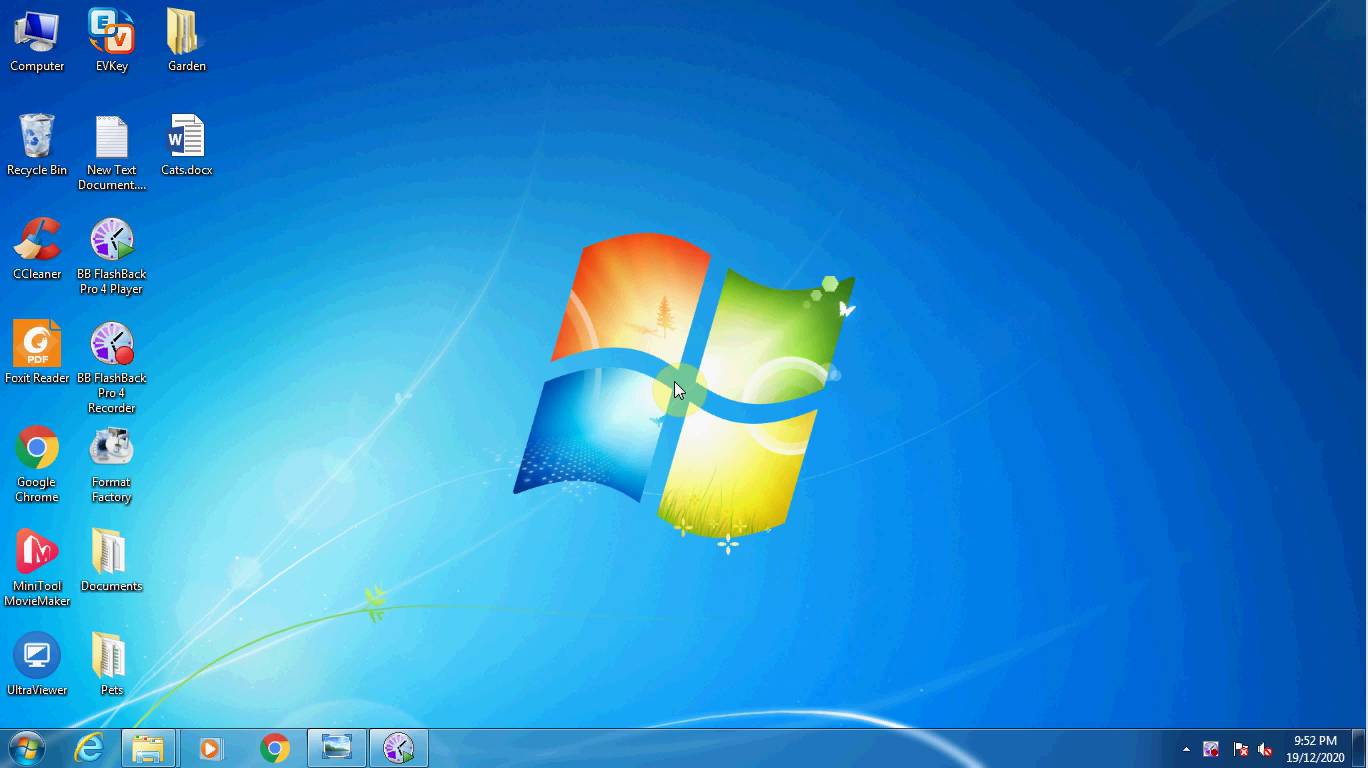 Computer
EVKey
Garden
Recycle Bin
New Text
Document....
Cats.docx
CCleaner
BB FlashBack
Pro 4 Player
PDF
Foxit Reader
BB FlashBack
Pro 4
Recorder
Google
Chrome
Format
Factory
MiniTool
MovieMaker
Documents
UltraViewer
Pets
9:52 PM
19/12/2020